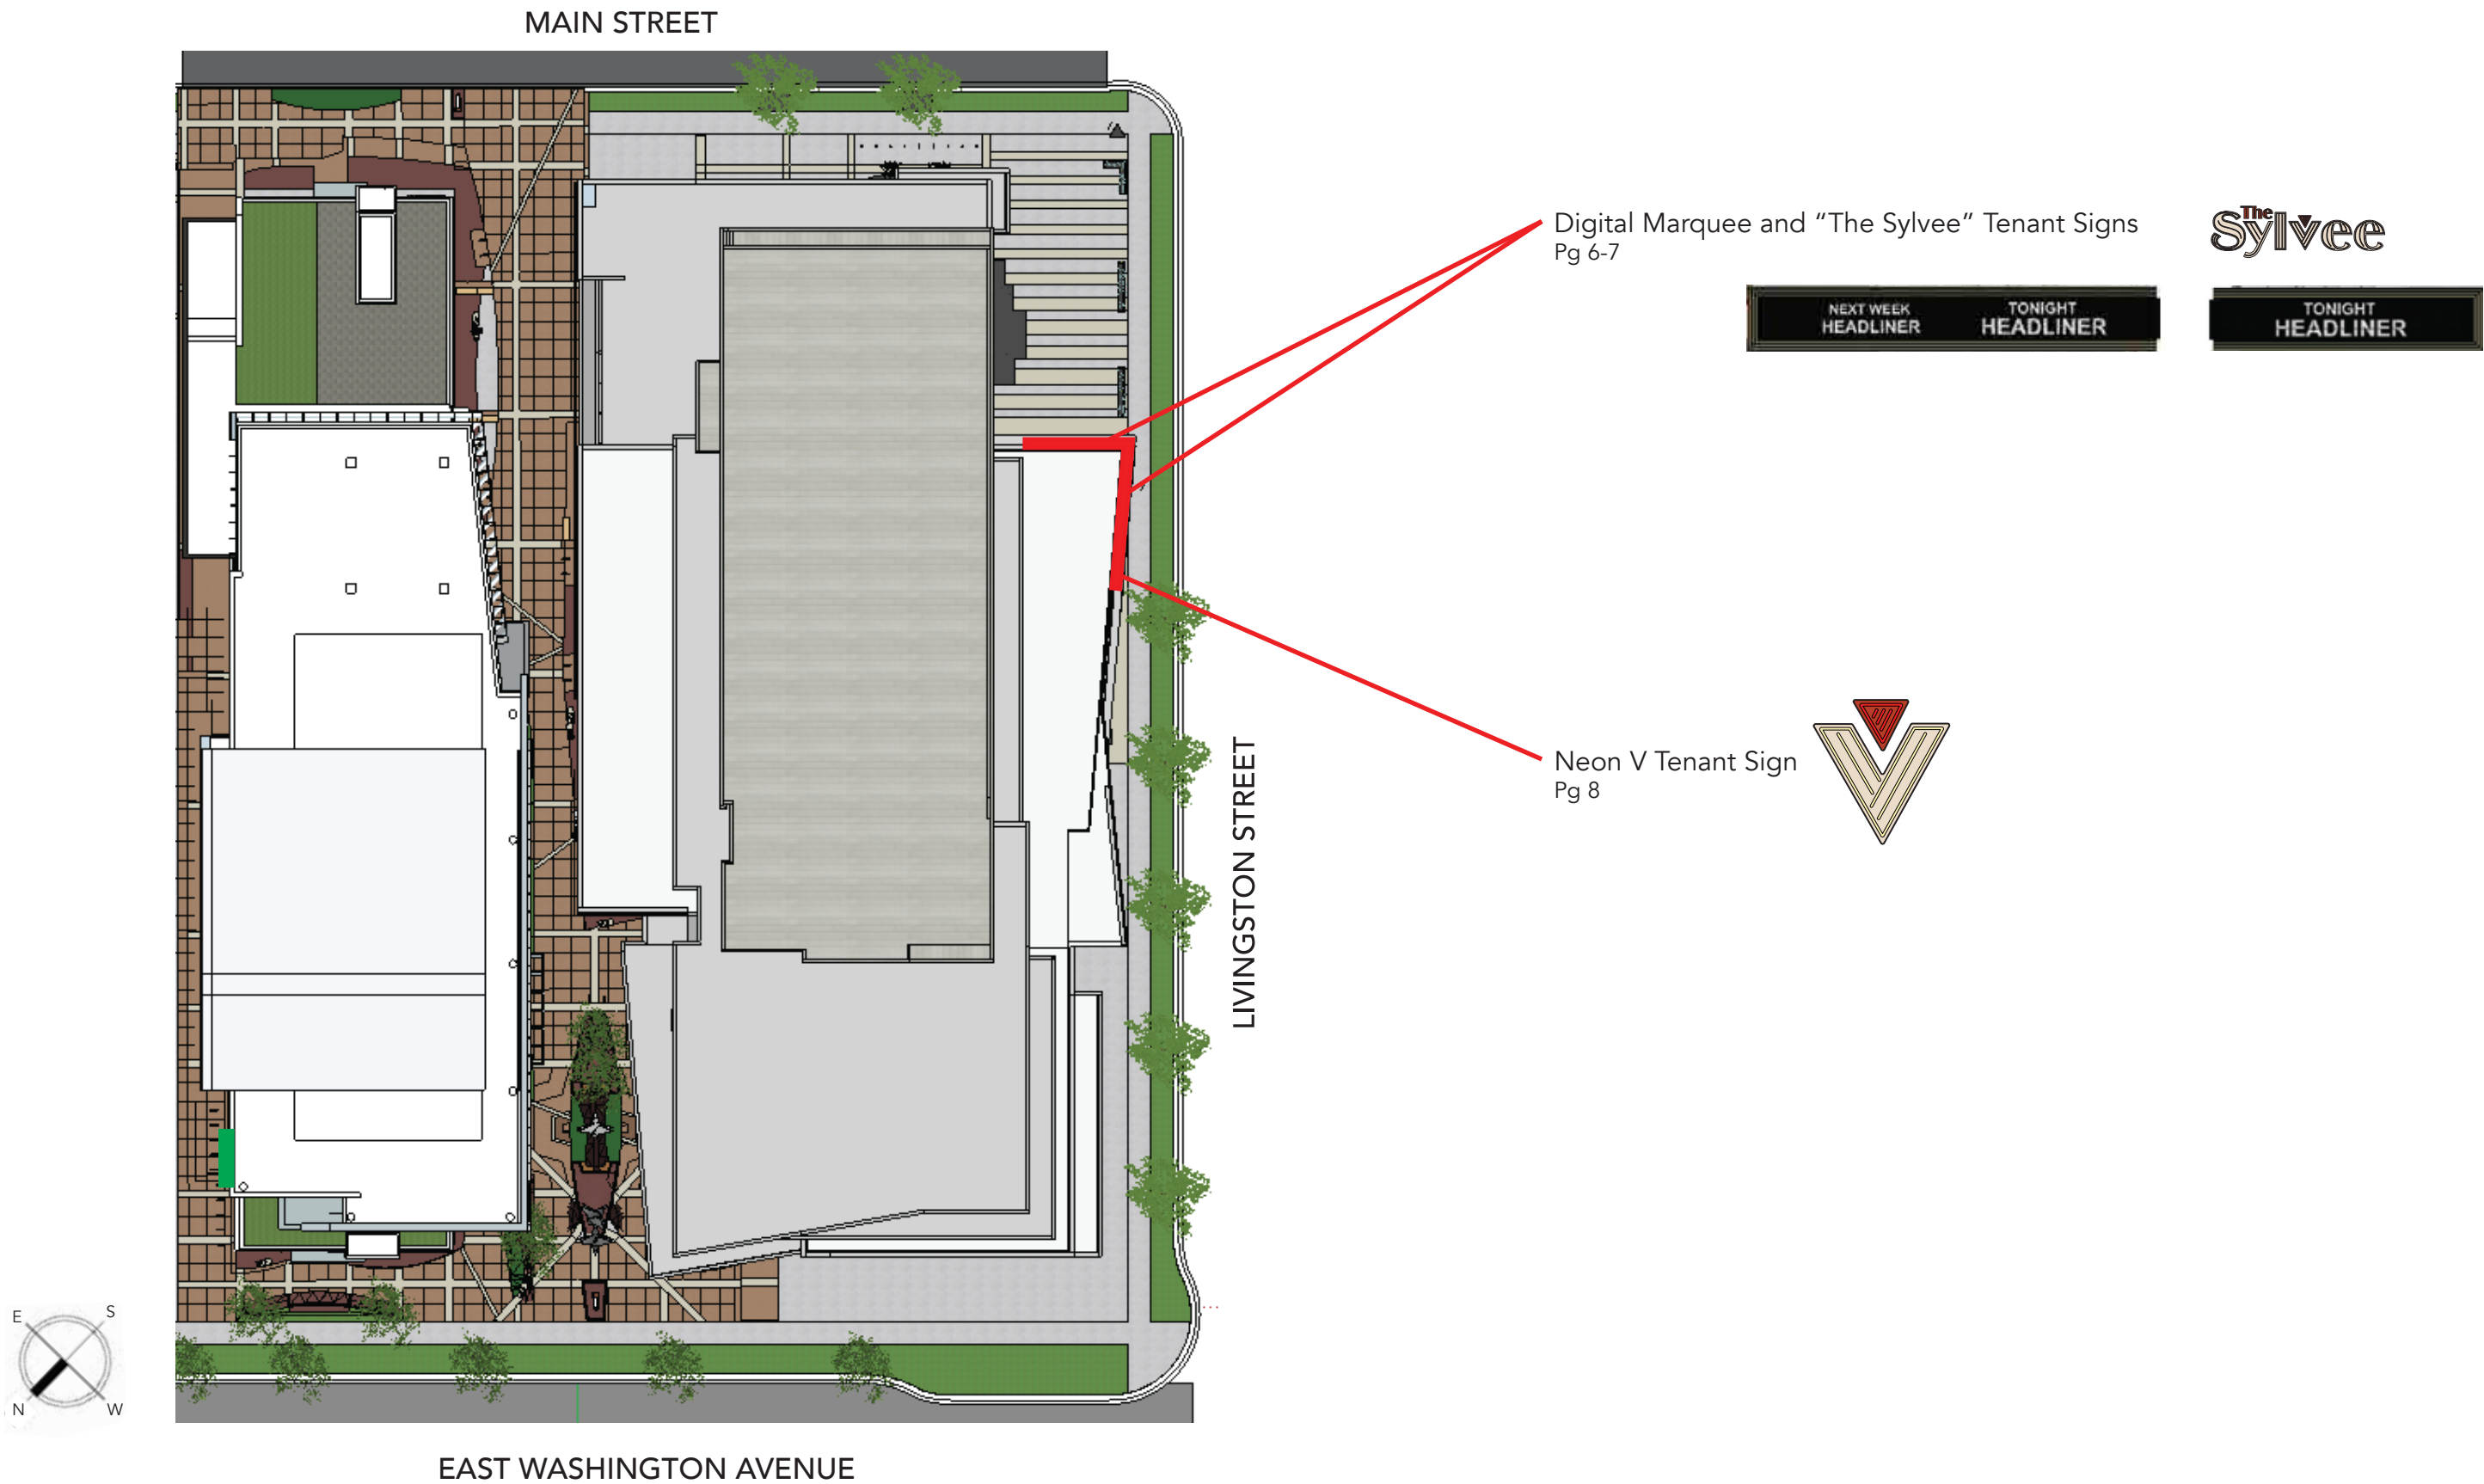 MAIN STREET
Digital Marquee and “The Sylvee” Tenant Signs
Pg 6-7
The
Sylvee
NEXT WEEK
HEADLINER
TONIGHT
HEADLINER
TONIGHT
HEADLINER
LIVINGSTON STREET
Neon V Tenant Sign
Pg 8
V
E
S
N
W
EAST WASHINGTON AVENUE